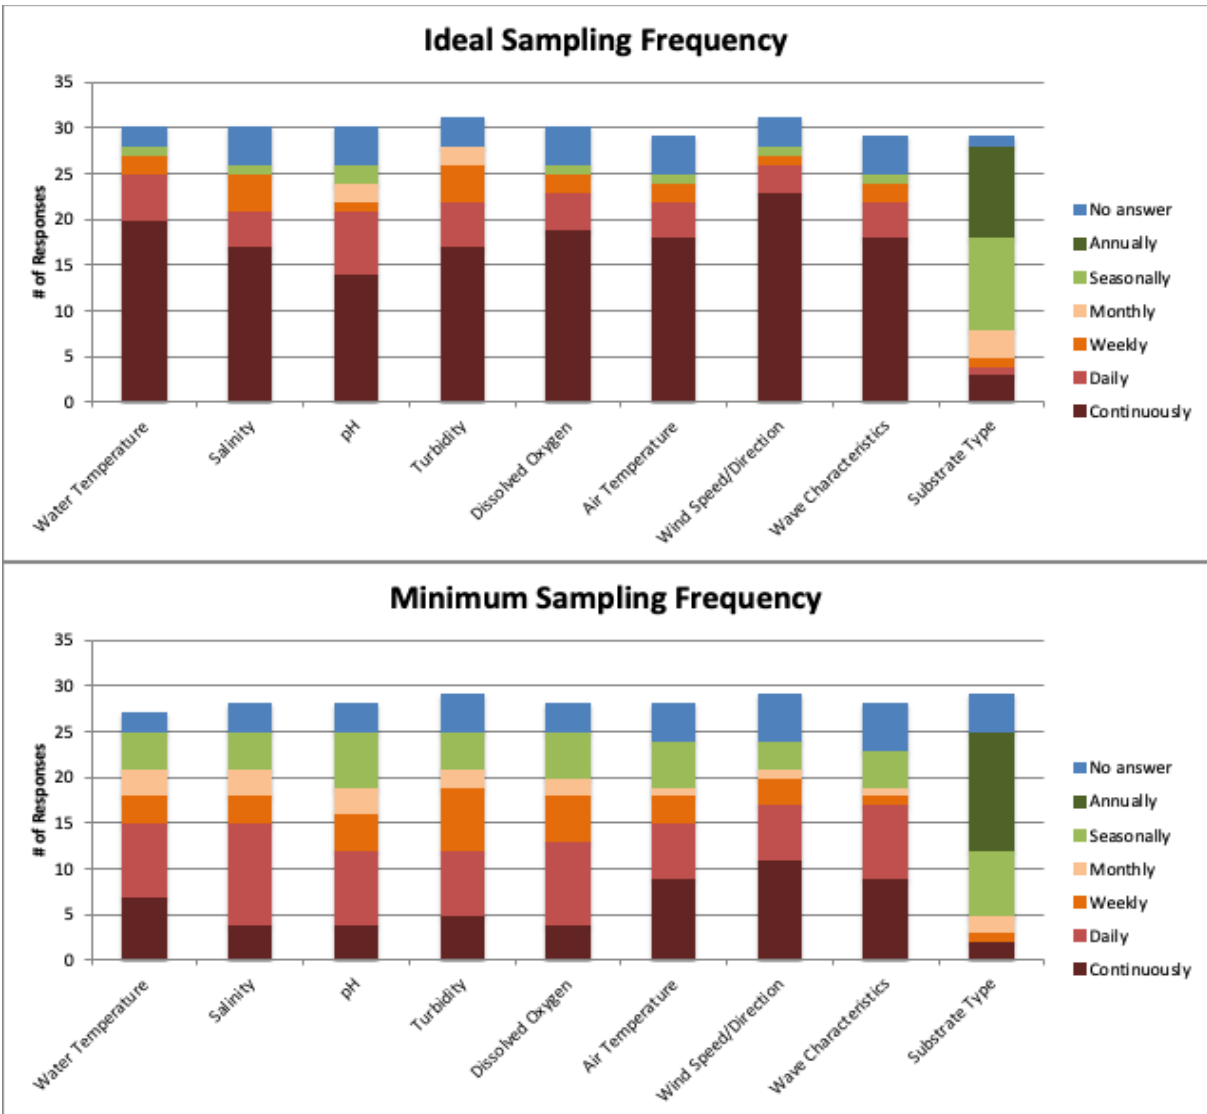 Ideal Sampling Frequency
# of Responses
35
30
25
20
15
10
5
0
Water Temperature
Salinity
pH
Turbidity
Dissolved Oxygen
Air Temperature
Wind Speed/Direction
Wave Characteristics
Substrate Type
No answer
Annually
Seasonally
Monthly
Weekly
Daily
Continuously
Minimum Sampling Frequency
# of Responses
35
30
25
20
15
10
5
0
Water Temperature
Salinity
pH
Turbidity
Dissolved Oxygen
Air Temperature
Wind Speed/Direction
Wave Characteristics
Substrate Type
No answer
Annually
Seasonally
Monthly
Weekly
Daily
Continuously